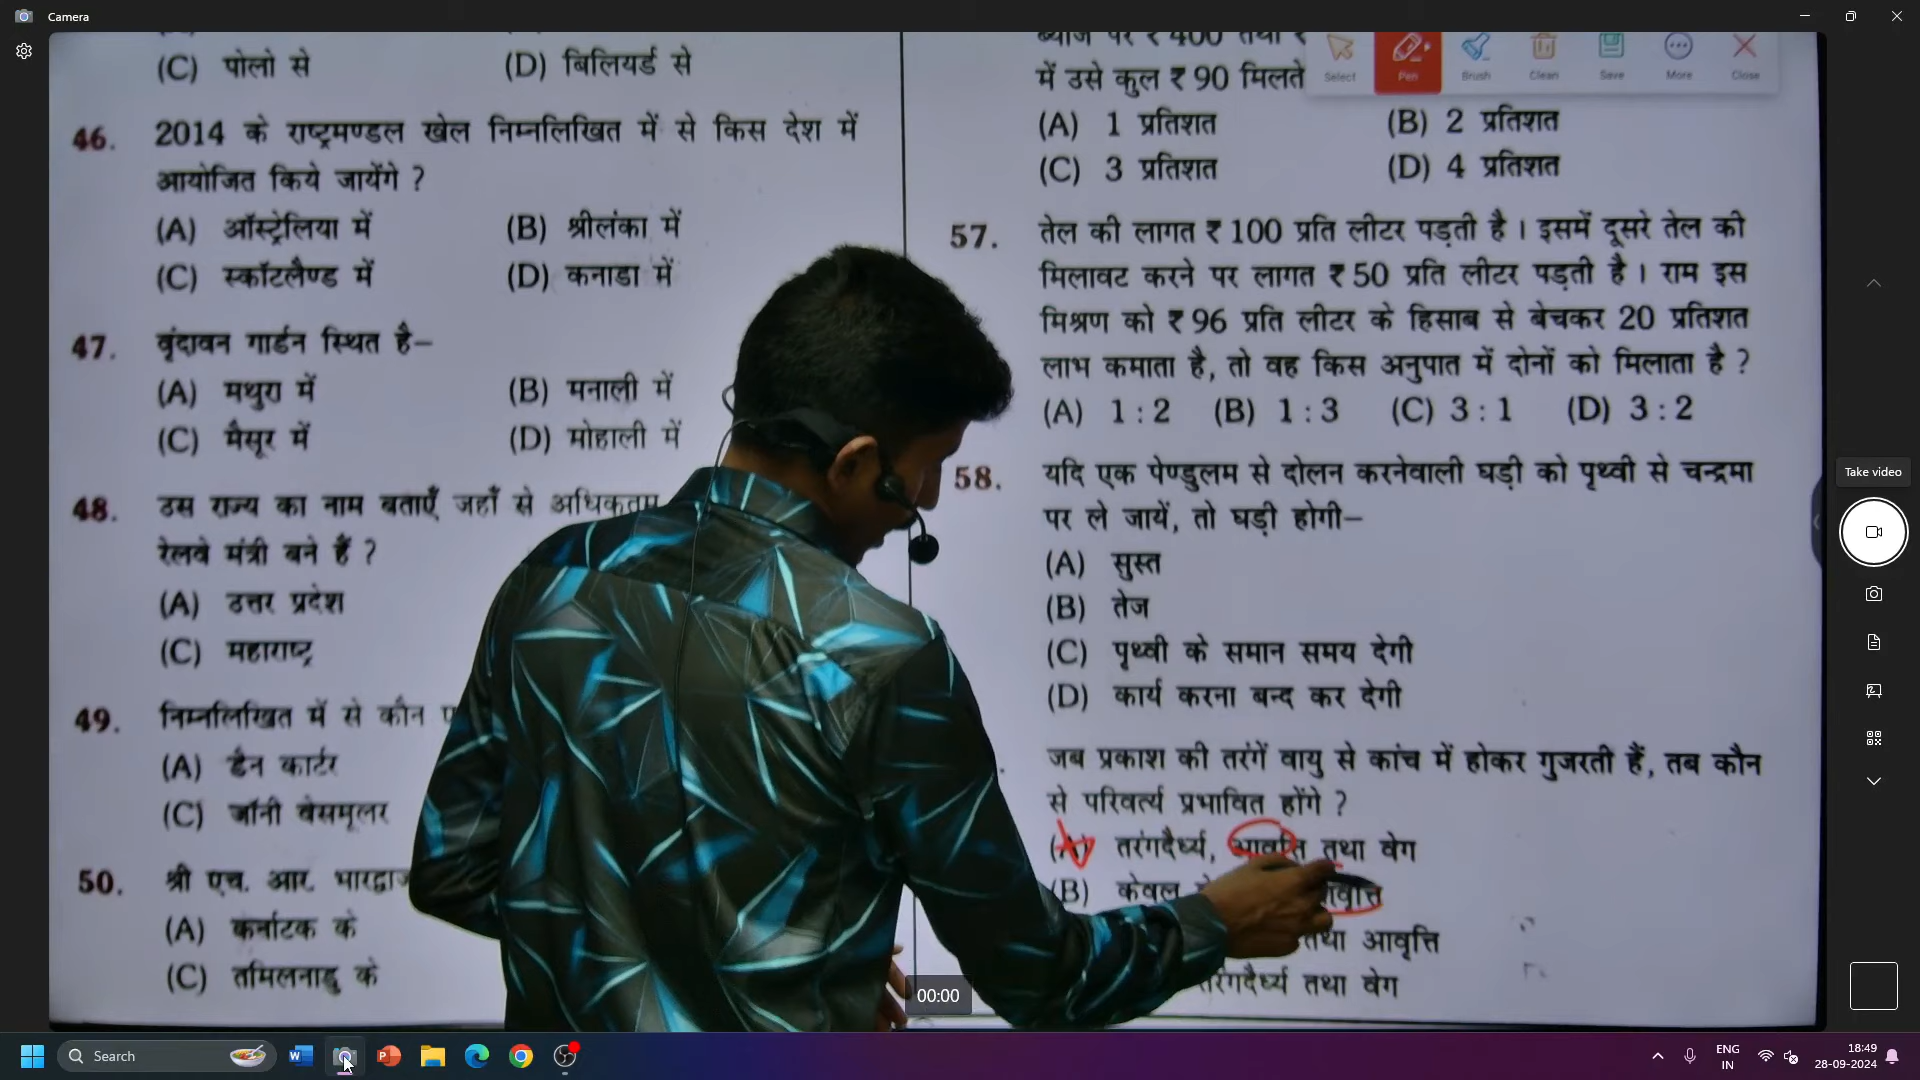 Camera
(C) पोलो से (D) बिलियर्ड से
46. 2014 के राष्ट्रमण्डल खेल निम्नलिखित में से किस देश में
आयोजित किये जायेंगे ?
(A) ऑस्ट्रेलिया में (B) श्रीलंका में
(C) स्कॉटलैण्ड में (D) कनाडा में
47. वृंदावन गार्डन स्थित है–
(A) मथुरा में (B) मनाली में
(C) मैसूर में (D) मोहाली में
48. उस राज्य का नाम बताएँ जहाँ से अधिकतम
रेलवे मंत्री बने हैं ?
(A) उत्तर प्रदेश
(C) महाराष्ट्र
49. निम्नलिखित में से कौन
(A) डैन कार्टर
(C) जॉनी वेसमूलर
50. श्री एच. आर. भारद्वाज
(A) कर्नाटक के
(C) तमिलनाडु के
ब्याज पर ₹ 400 तथा ₹
में उसे कुल ₹ 90 मिलते
Select Pen Brush Clean Save More Close
(A) 1 प्रतिशत (B) 2 प्रतिशत
(C) 3 प्रतिशत (D) 4 प्रतिशत
57. तेल की लागत ₹ 100 प्रति लीटर पड़ती है । इसमें दूसरे तेल की
मिलावट करने पर लागत ₹ 50 प्रति लीटर पड़ती है । राम इस
मिश्रण को ₹ 96 प्रति लीटर के हिसाब से बेचकर 20 प्रतिशत
लाभ कमाता है, तो वह किस अनुपात में दोनों को मिलाता है ?
(A) 1 : 2 (B) 1 : 3 (C) 3 : 1 (D) 3 : 2
58. यदि एक पेण्डुलम से दोलन करनेवाली घड़ी को पृथ्वी से चन्द्रमा
पर ले जायें, तो घड़ी होगी–
(A) सुस्त
(B) तेज
(C) पृथ्वी के समान समय देगी
(D) कार्य करना बन्द कर देगी
जब प्रकाश की तरंगें वायु से कांच में होकर गुजरती हैं, तब कौन
से परिवर्त्य प्रभावित होंगे ?
(A) तरंगदैर्ध्य, आवृत्ति तथा वेग
(B) केवल
तथा आवृत्ति
तरंगदैर्ध्य तथा वेग
Take video
00:00
Search
ENG
IN
18:49
28-09-2024